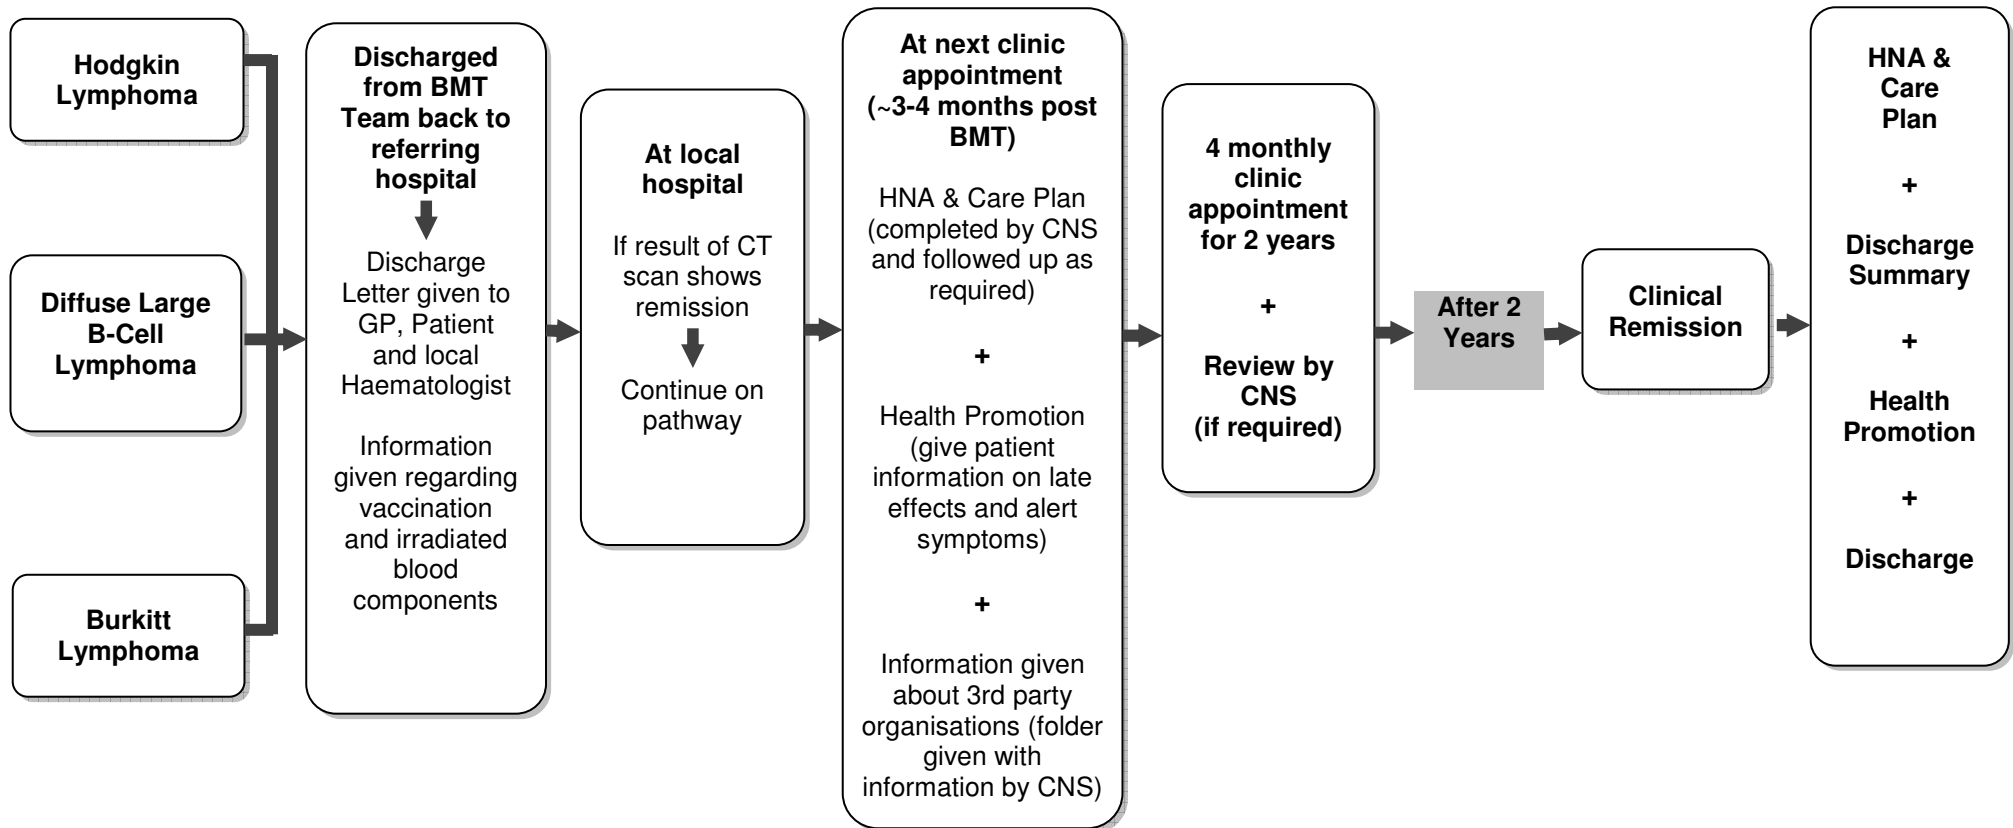 Hodgkin
Lymphoma
Diffuse Large
B-Cell
Lymphoma
Burkitt
Lymphoma
Discharged
from BMT
Team back to
referring
hospital
Discharge
Letter given to
GP, Patient
and local
Haematologist
Information
given regarding
vaccination
and irradiated
blood
components
At local
hospital
If result of CT
scan shows
remission
Continue on
pathway
At next clinic
appointment
(~3-4 months post
BMT)
HNA & Care Plan
(completed by CNS
and followed up as
required)
+
Health Promotion
(give patient
information on late
effects and alert
symptoms)
+
Information given
about 3rd party
organisations (folder
given with
information by CNS)
4 monthly
clinic
appointment
for 2 years
+
Review by
CNS
(if required)
After 2
Years
Clinical
Remission
HNA &
Care
Plan
+
Discharge
Summary
+
Health
Promotion
+
Discharge